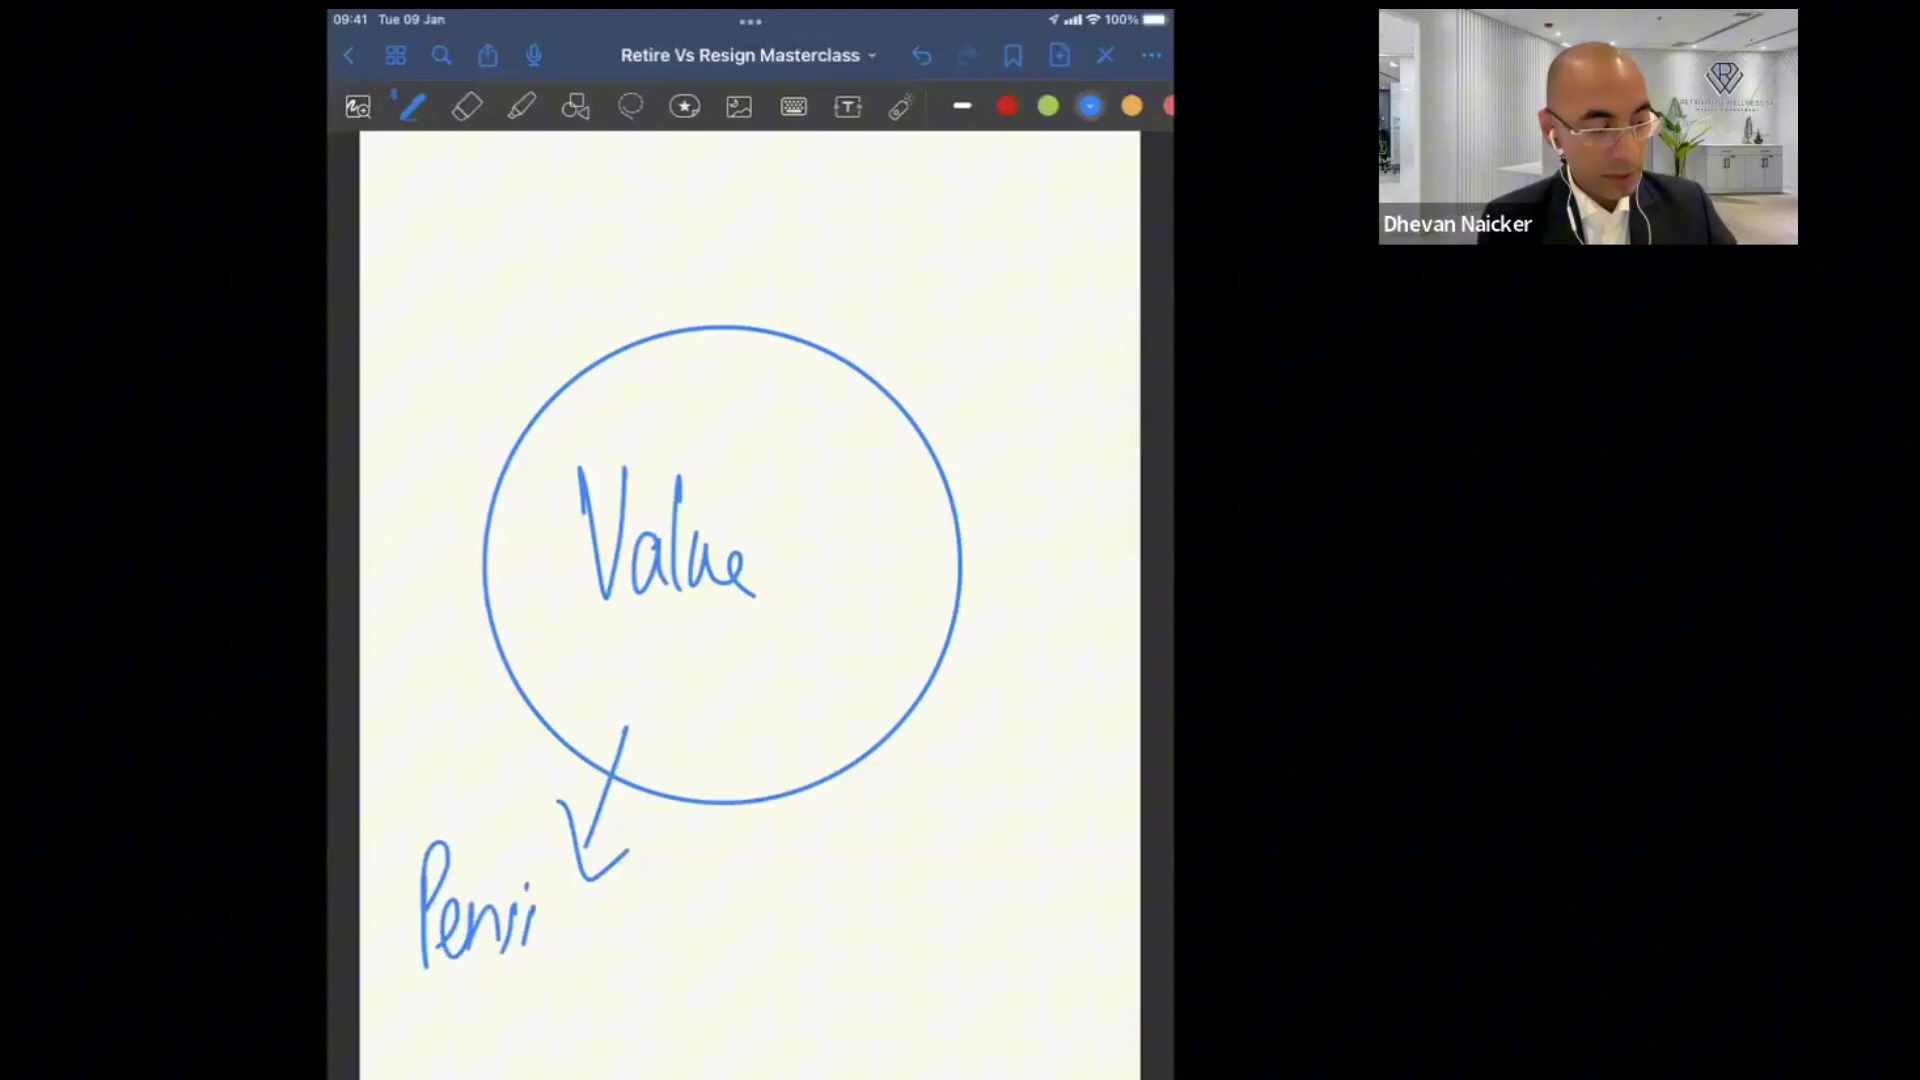 09:41 Tue 09 Jan
100%
Retire Vs Resign Masterclass
T
Value
Pensi
Dhevan Naicker